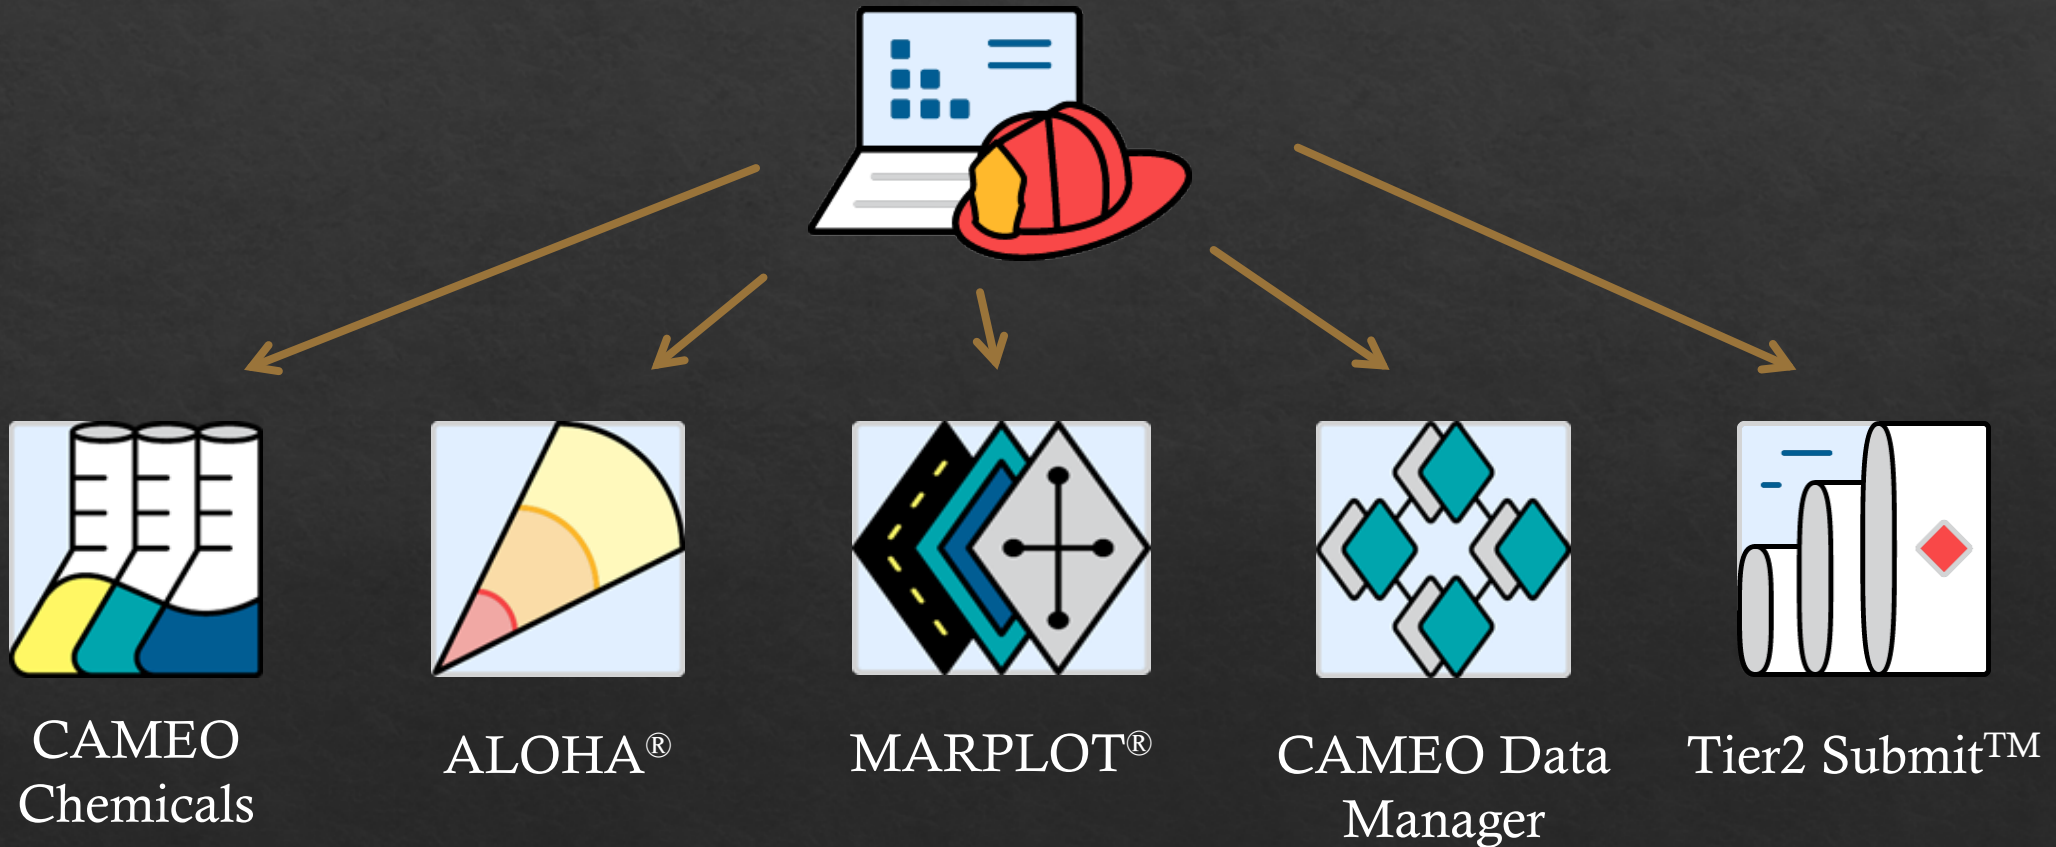 CAMEO
Chemicals
ALOHA®
MARPLOT®
CAMEO Data
Manager
Tier2 Submit™